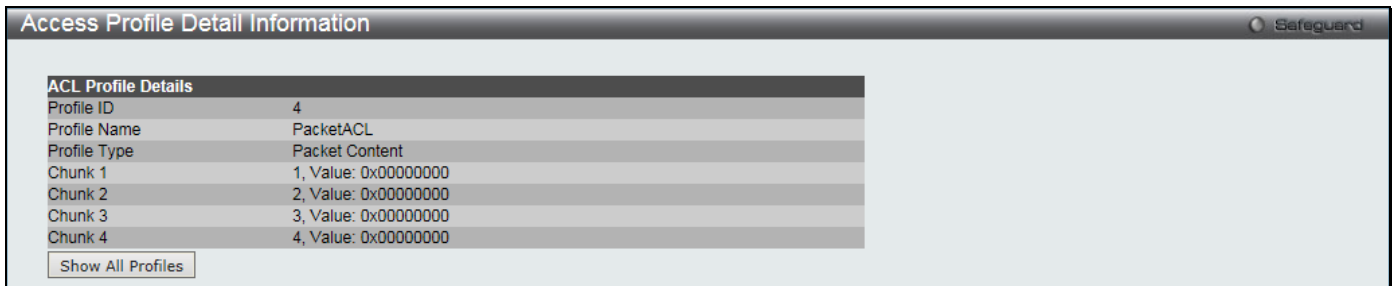 Access Profile Detail Information
Safeguard
ACL Profile Details
Profile ID 4
Profile Name PacketACL
Profile Type Packet Content
Chunk 1 1, Value: 0x00000000
Chunk 2 2, Value: 0x00000000
Chunk 3 3, Value: 0x00000000
Chunk 4 4, Value: 0x00000000
Show All Profiles